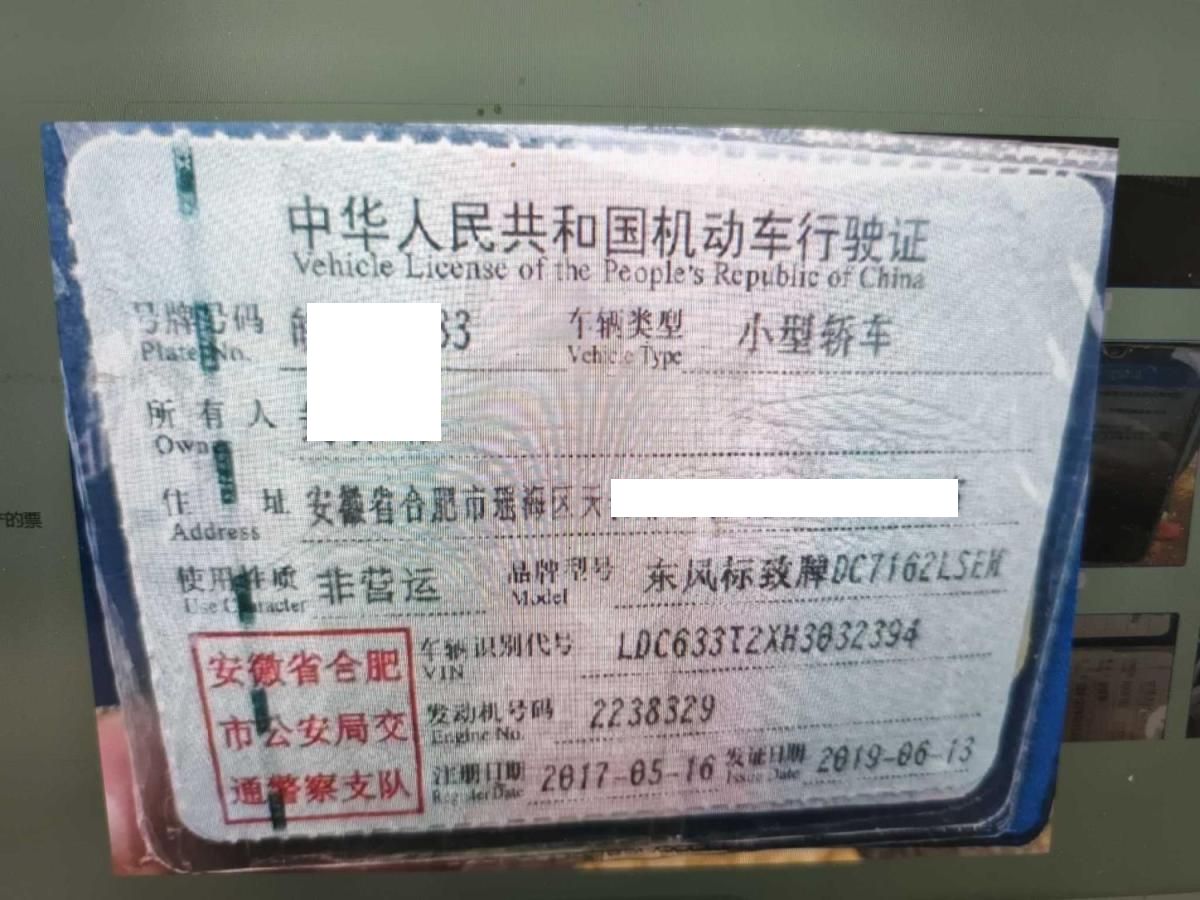 中华人民共和国机动车行驶证
Vehicle License of the People's Republic of China
号牌号码 33 车辆类型 小型轿车
Plate No. Vehicle Type
所有人
Owner
住址 安徽省合肥市瑶海区天
Address
使用性质 非营运 品牌型号 东风标致牌DC7162LSEM
Use Character Model
安徽省合肥 车辆识别代号 LDC633T2XH3032394
VIN
市公安局交 发动机号码 2238329
Engine No.
通警察支队 注册日期 2017-05-16 发证日期 2019-06-13
Register Date Issue Date
的票